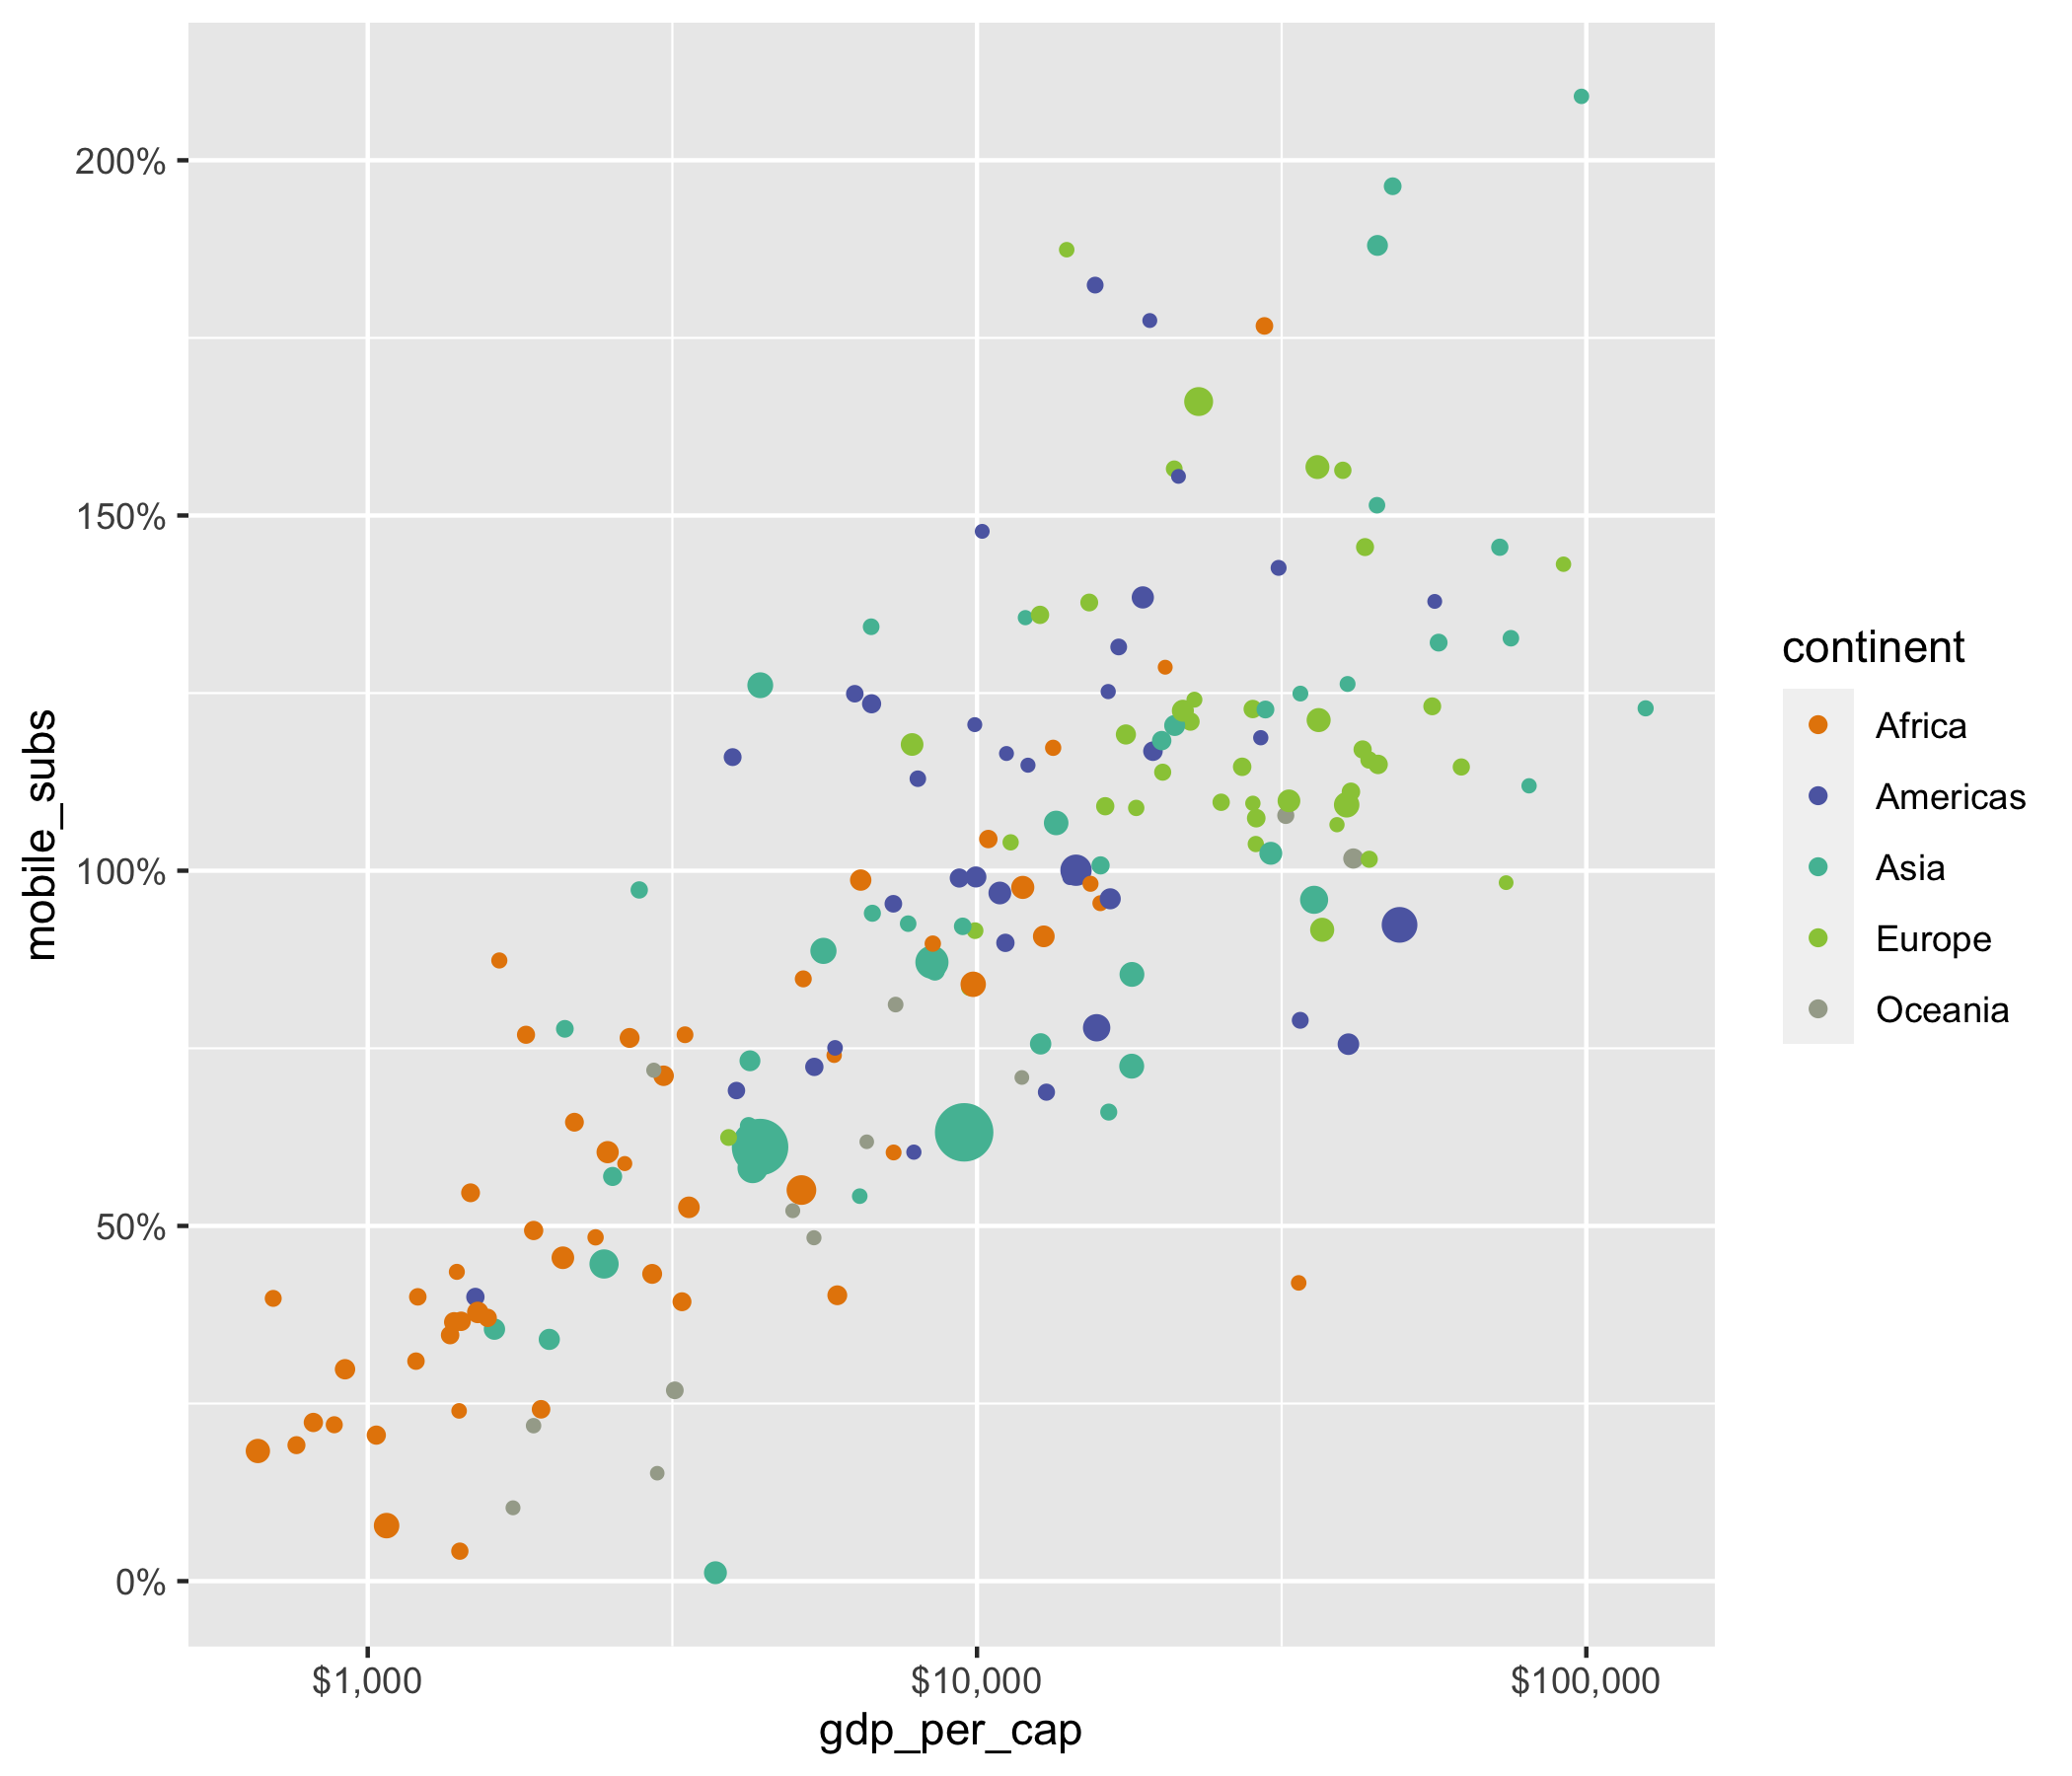 200%
150%
100%
50%
0%
mobile_subs
$1,000
$10,000
$100,000
gdp_per_cap
continent
Africa
Americas
Asia
Europe
Oceania